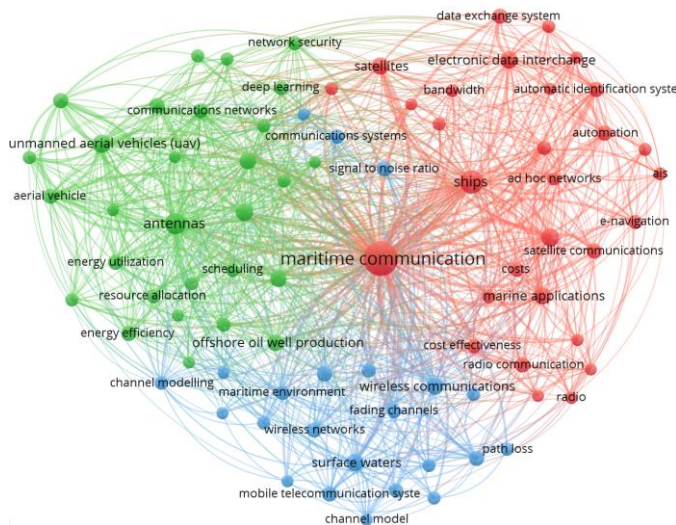 data exchange system
network security
electronic data interchange
satellites
deep learning
bandwidth
automatic identification syste
communications networks
communications systems
automation
unmanned aerial vehicles (uav)
signal to noise ratio
ships
ad hoc networks
ais
aerial vehicle
antennas
e-navigation
maritime communication
satellite communications
energy utilization
scheduling
costs
resource allocation
marine applications
energy efficiency
offshore oil well production
cost effectiveness
radio communication
channel modelling
maritime environment
wireless communications
radio
fading channels
wireless networks
path loss
surface waters
mobile telecommunication syste
channel model